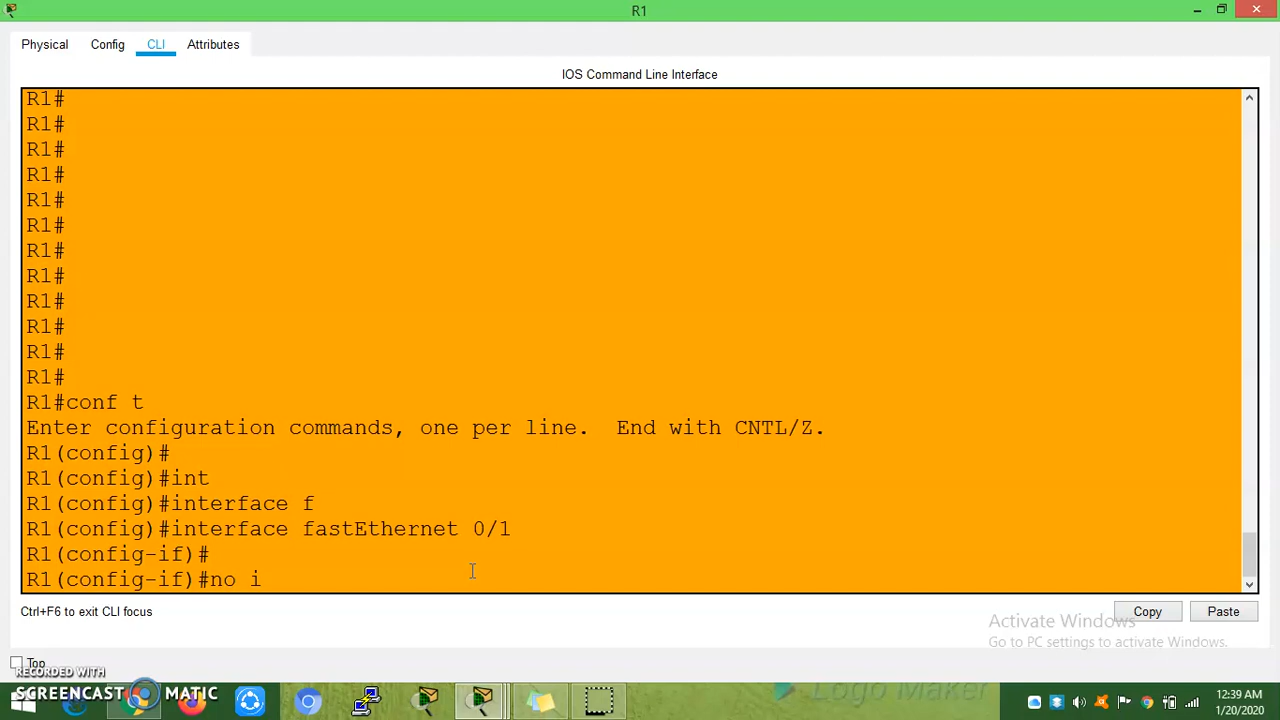 R1
Physical Config CLI Attributes
IOS Command Line Interface
R1#
R1#
R1#
R1#
R1#
R1#
R1#
R1#
R1#
R1#
R1#
R1#
R1#conf t
Enter configuration commands, one per line.  End with CNTL/Z.
R1(config)#
R1(config)#int
R1(config)#interface f
R1(config)#interface fastEthernet 0/1
R1(config-if)#
R1(config-if)#no i
Ctrl+F6 to exit CLI focus
Copy Paste
Activate Windows
Go to PC settings to activate Windows.
Top
RECORDED WITH
SCREENCAST MATIC
Logo Maker
12:39 AM
1/20/2020